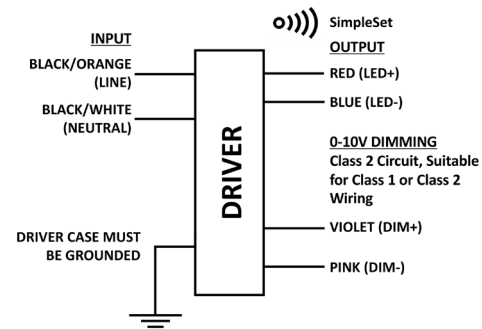 SimpleSet
INPUT
OUTPUT
BLACK/ORANGE
(LINE)
RED (LED+)
BLACK/WHITE
(NEUTRAL)
BLUE (LED-)
DRIVER
0-10V DIMMING
Class 2 Circuit, Suitable
for Class 1 or Class 2
Wiring
DRIVER CASE MUST
BE GROUNDED
VIOLET (DIM+)
PINK (DIM-)